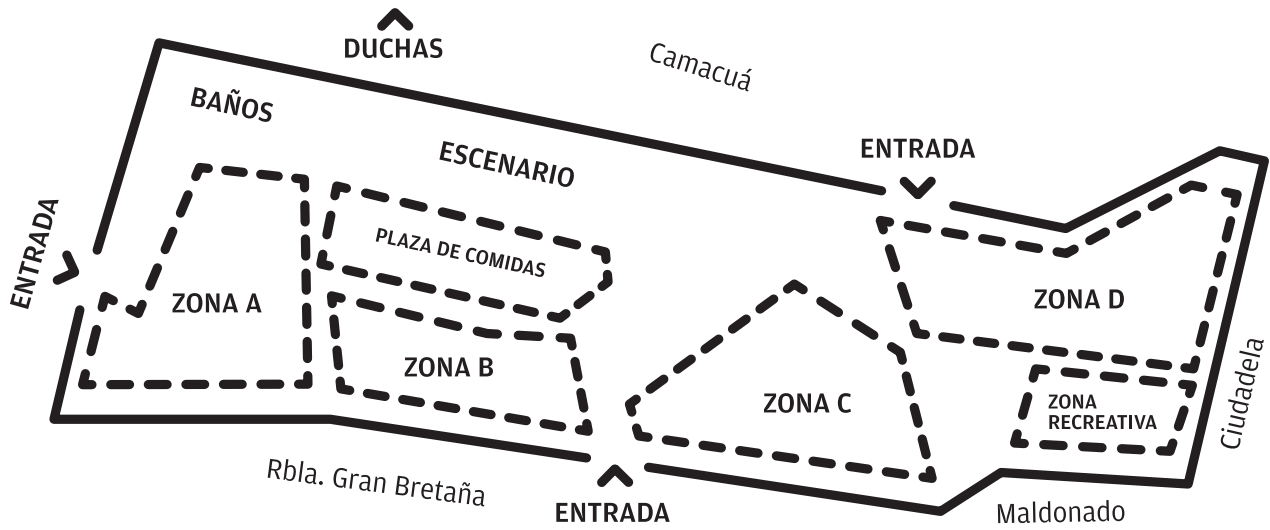 DUCHAS
Camacuá
BAÑOS
ESCENARIO
ENTRADA
ENTRADA
PLAZA DE COMIDAS
ZONA A
ZONA D
ZONA B
ZONA C
ZONA
RECREATIVA
Ciudadela
Rbla. Gran Bretaña
ENTRADA
Maldonado